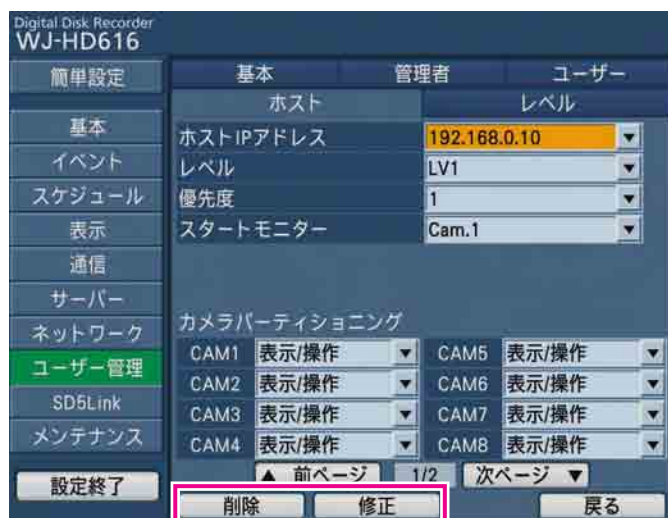 Digital Disk Recorder
WJ-HD616
簡単設定
基本
イベント
スケジュール
表示
通信
サーバー
ネットワーク
ユーザー管理
SD5Link
メンテナンス
設定終了
基本 管理者 ユーザー
ホスト レベル
ホストIPアドレス 192.168.0.10 ▼
レベル LV1 ▼
優先度 1 ▼
スタートモニター Cam.1 ▼
カメラパーティショニング
CAM1 表示/操作 ▼ CAM5 表示/操作 ▼
CAM2 表示/操作 ▼ CAM6 表示/操作 ▼
CAM3 表示/操作 ▼ CAM7 表示/操作 ▼
CAM4 表示/操作 ▼ CAM8 表示/操作 ▼
▲ 前ページ 1/2 次ページ ▼
削除 修正 戻る